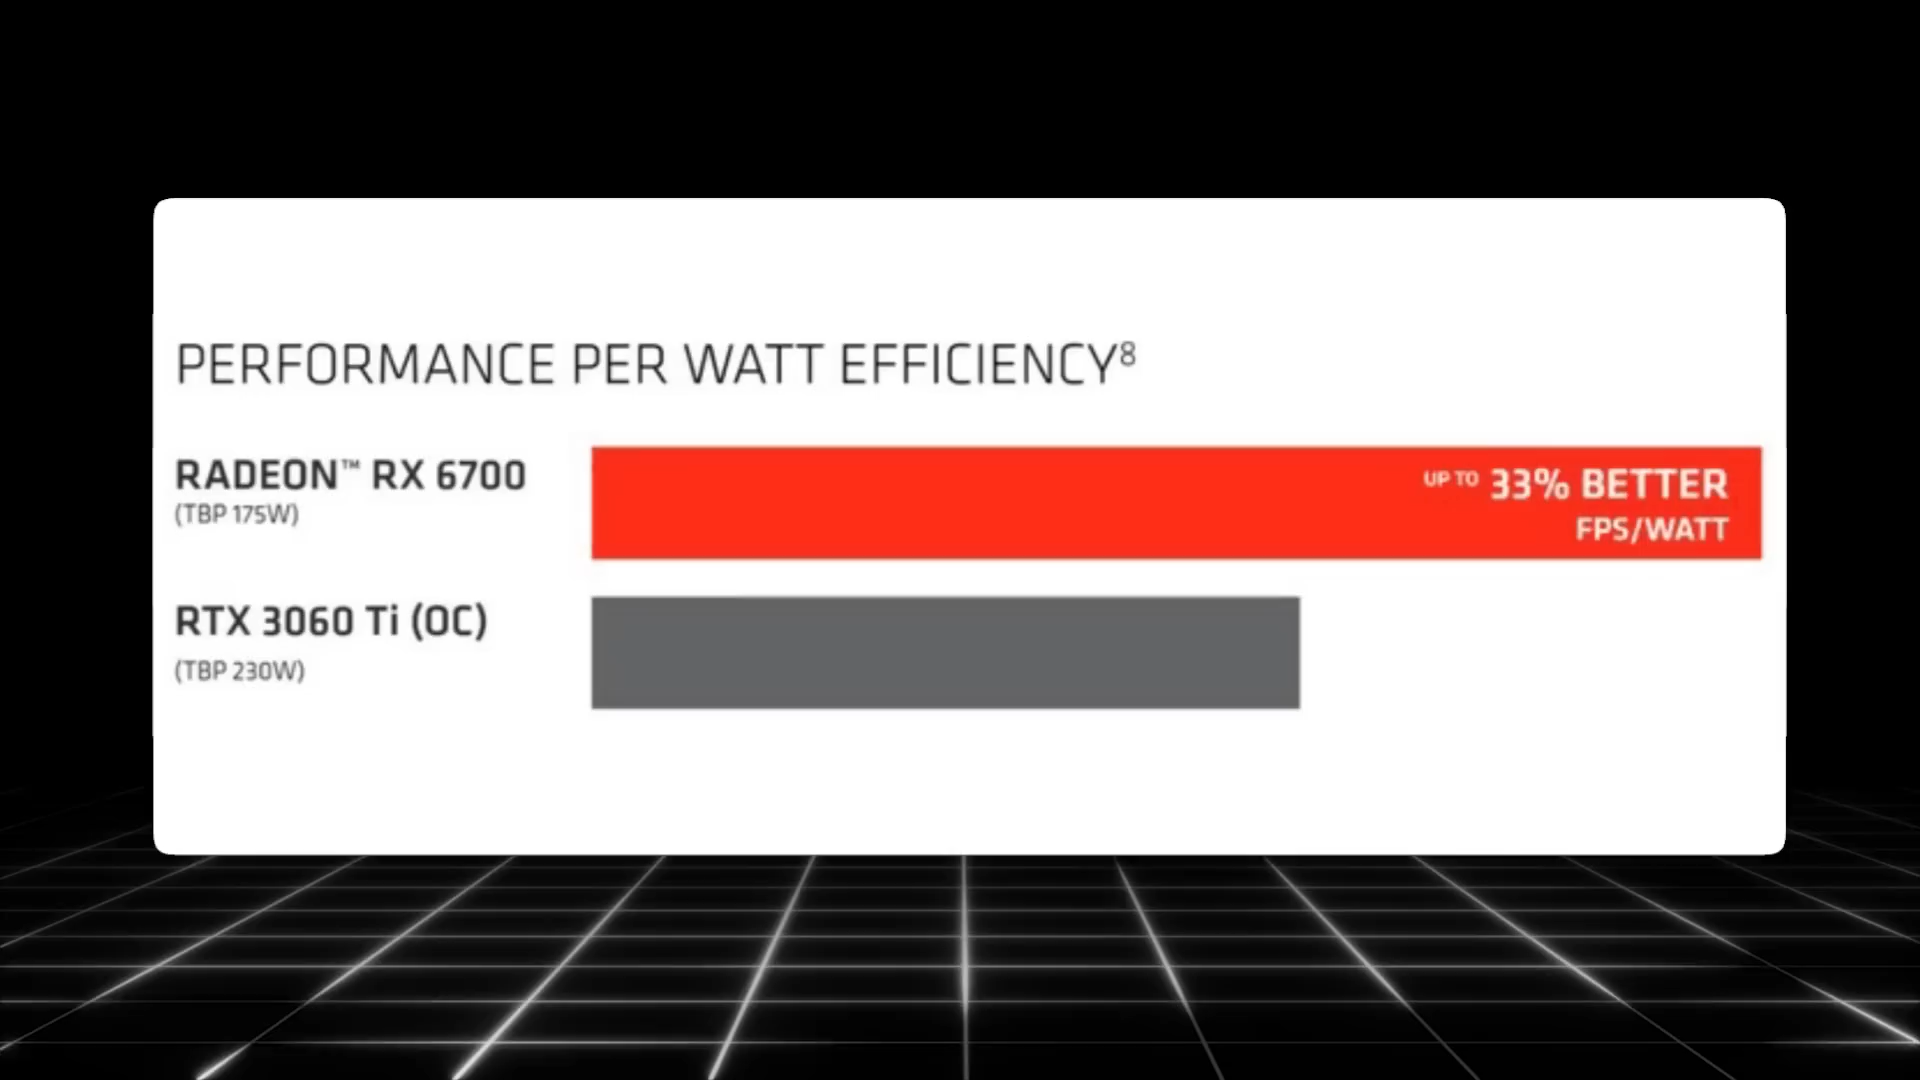 PERFORMANCE PER WATT EFFICIENCY⁸
RADEON™ RX 6700
(TBP 175W)
UP TO 33% BETTER
FPS/WATT
RTX 3060 Ti (OC)
(TBP 230W)